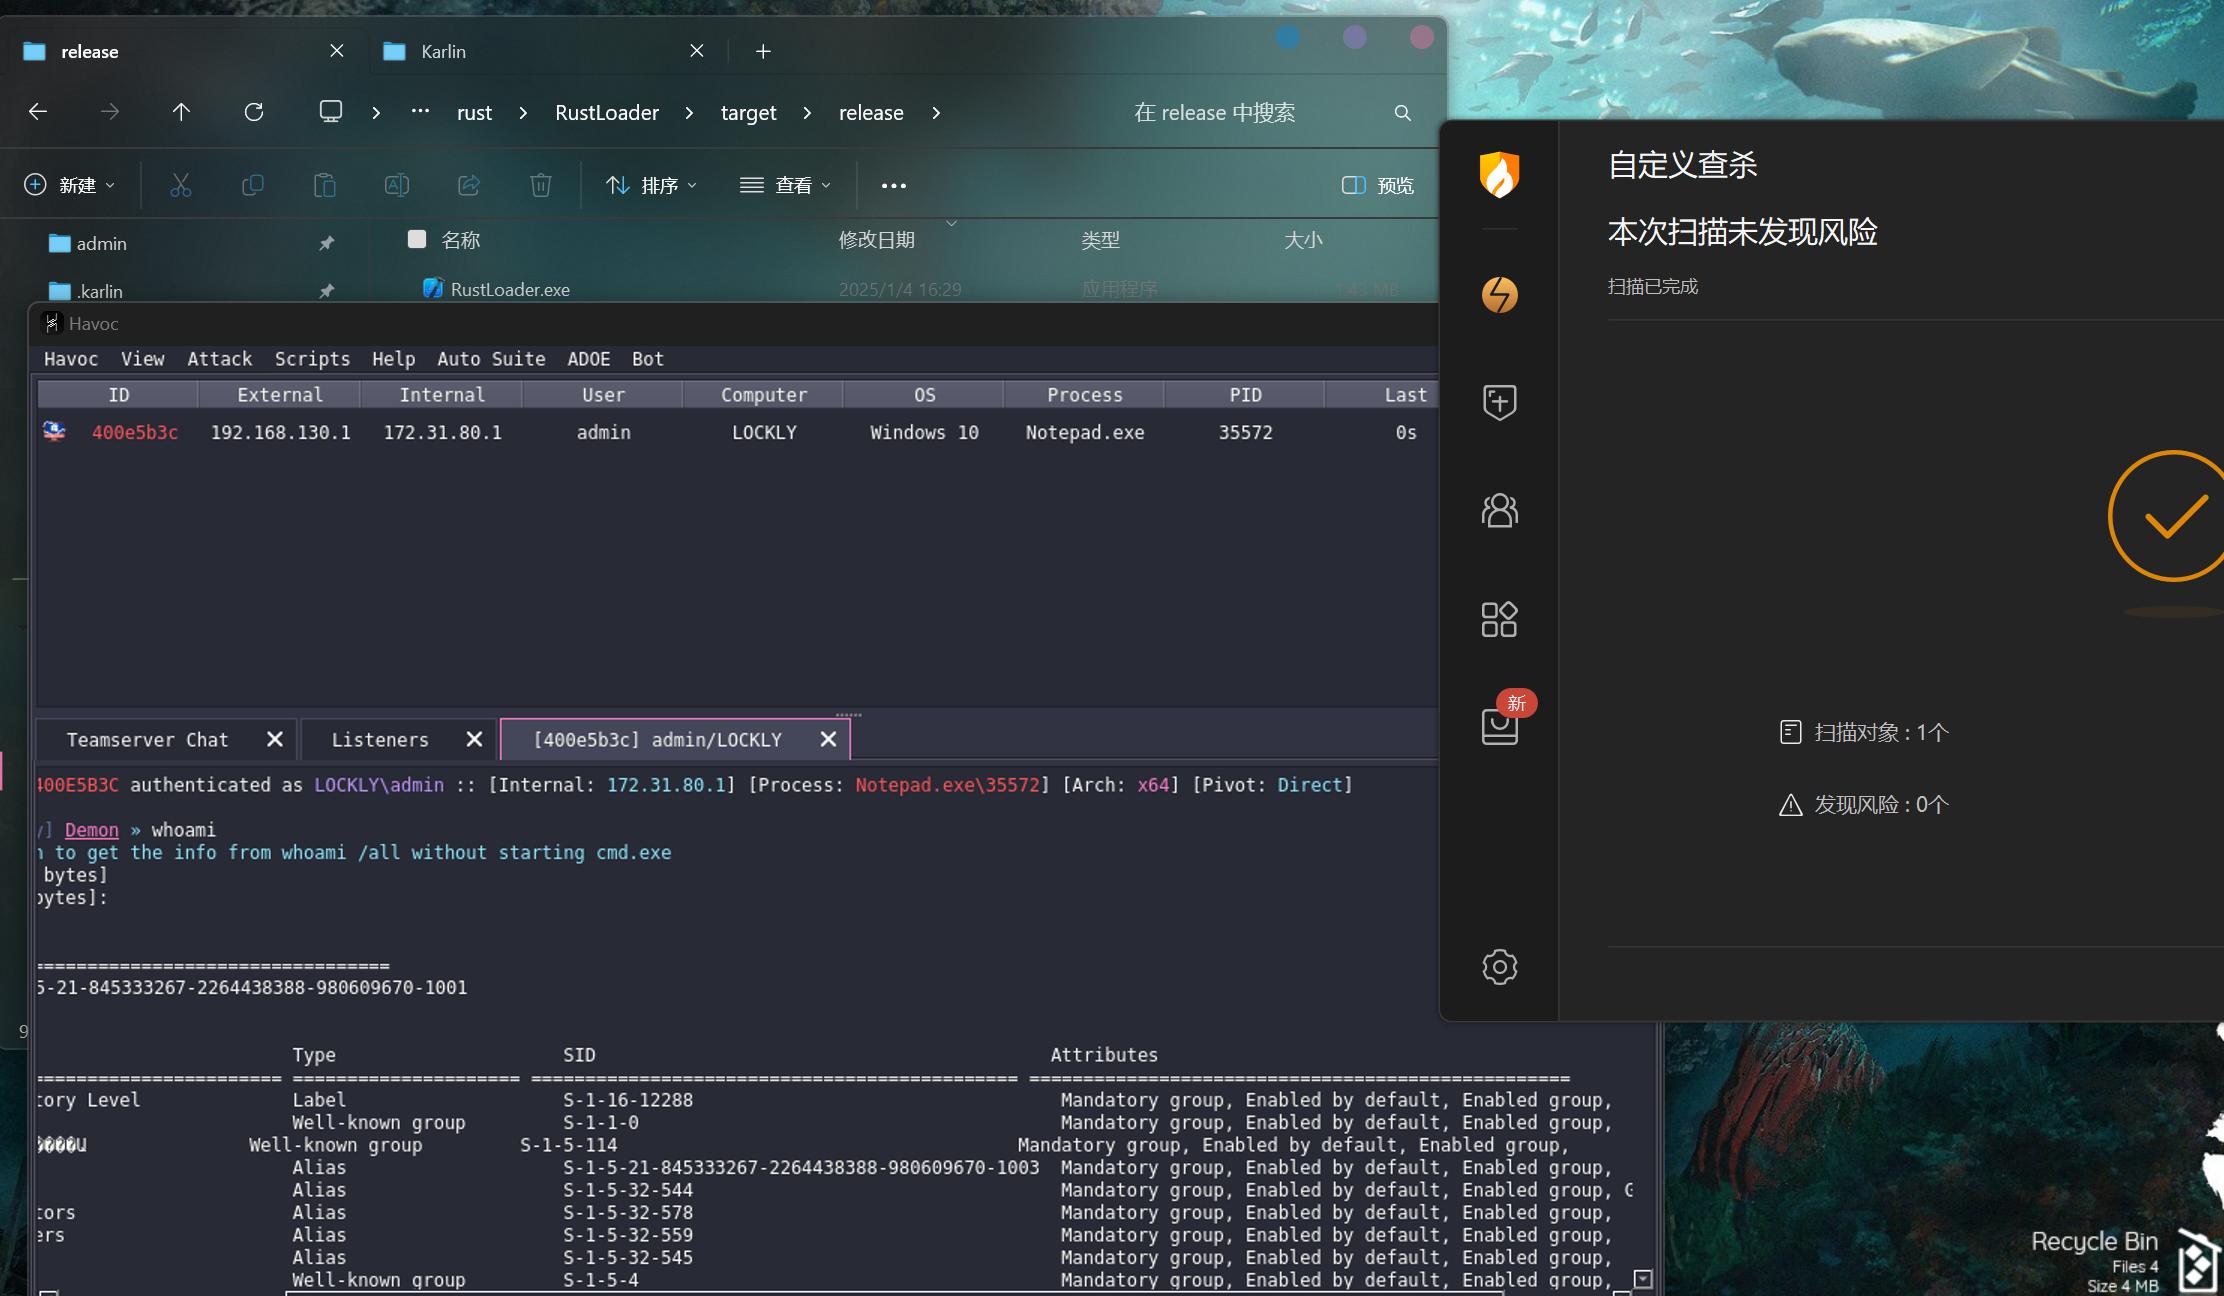 release
Karlin
rust
RustLoader
target
release
在 release 中搜索
新建
排序
查看
预览
admin
.karlin
名称
修改日期
类型
大小
RustLoader.exe
2025/1/4 16:29
应用程序
1.43 MB
Havoc
Havoc View Attack Scripts Help Auto Suite ADOE Bot
ID External Internal User Computer OS Process PID Last
400e5b3c 192.168.130.1 172.31.80.1 admin LOCKLY Windows 10 Notepad.exe 35572 0s
Teamserver Chat
Listeners
[400e5b3c] admin/LOCKLY
400E5B3C authenticated as LOCKLY\admin :: [Internal: 172.31.80.1] [Process: Notepad.exe\35572] [Arch: x64] [Pivot: Direct]
] Demon » whoami
to get the info from whoami /all without starting cmd.exe
bytes]
bytes]:
=================================
5-21-845333267-2264438388-980609670-1001
Type SID Attributes
======================= ===================== ============================================= ==================================================
tory Level Label S-1-16-12288 Mandatory group, Enabled by default, Enabled group,
Well-known group S-1-1-0 Mandatory group, Enabled by default, Enabled group,
Well-known group S-1-5-114 Mandatory group, Enabled by default, Enabled group,
Alias S-1-5-21-845333267-2264438388-980609670-1003 Mandatory group, Enabled by default, Enabled group,
Alias S-1-5-32-544 Mandatory group, Enabled by default, Enabled group, G
tors Alias S-1-5-32-578 Mandatory group, Enabled by default, Enabled group,
ers Alias S-1-5-32-559 Mandatory group, Enabled by default, Enabled group,
Alias S-1-5-32-545 Mandatory group, Enabled by default, Enabled group,
Well-known group S-1-5-4 Mandatory group, Enabled by default, Enabled group,
9
自定义查杀
本次扫描未发现风险
扫描已完成
新
扫描对象 : 1个
发现风险 : 0个
Recycle Bin
Files 4
Size 4 MB